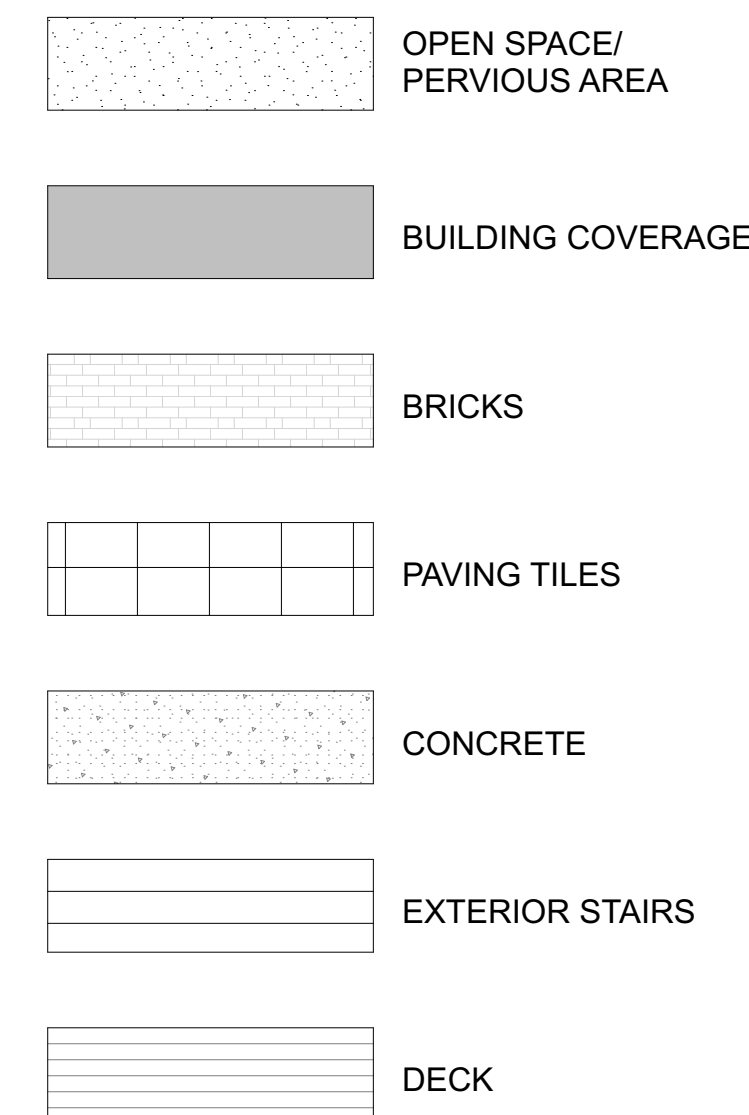 OPEN SPACE/
PERVIOUS AREA
BUILDING COVERAGE
BRICKS
PAVING TILES
CONCRETE
EXTERIOR STAIRS
DECK